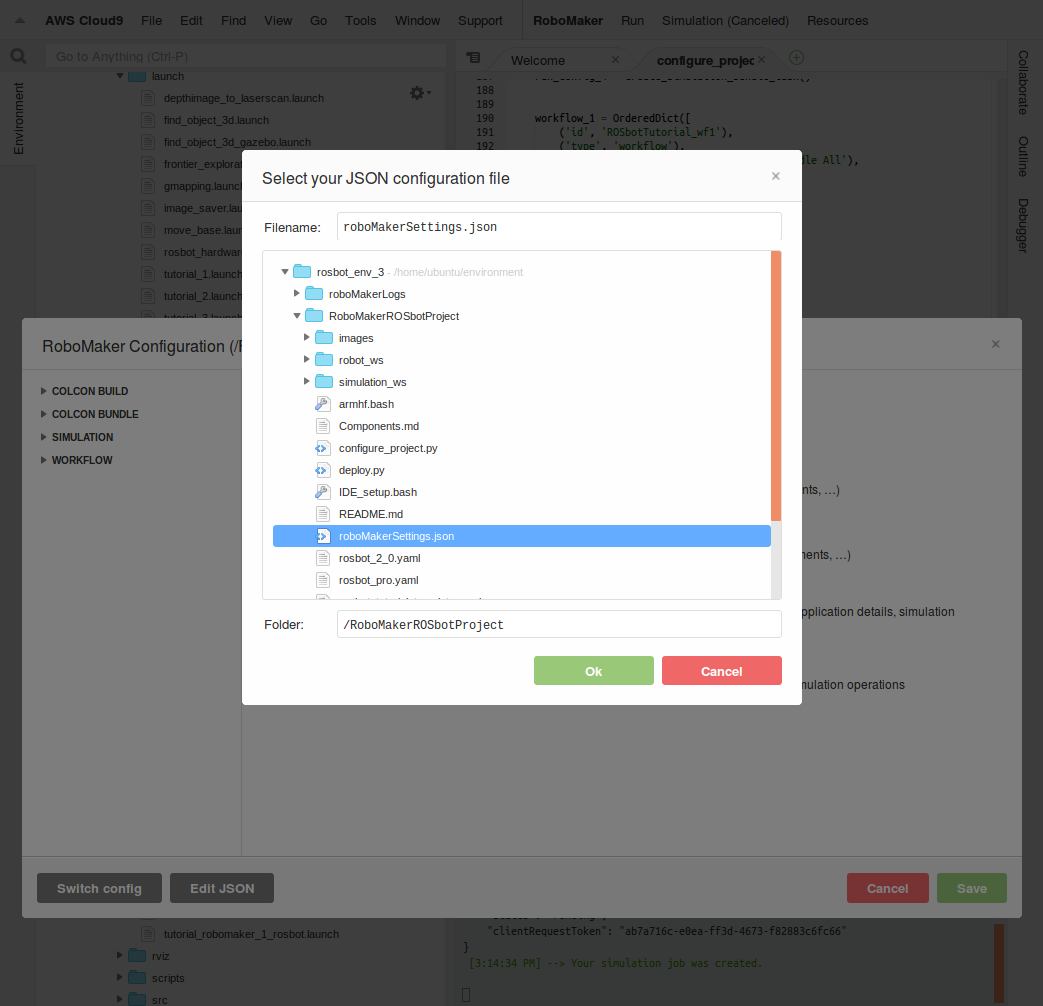 AWS Cloud9 File Edit Find View Go Tools Window Support RoboMaker Run Simulation (Canceled) Resources
Go to Anything (Ctrl-P)
Welcome
configure_projec
Environment
Collaborate
Outline
Debugger
launch
depthimage_to_laserscan.launch
find_object_3d.launch
find_object_3d_gazebo.launch
frontier_explorat
gmapping.launch
image_saver.lau
move_base.laun
rosbot_hardwar
tutorial_1.launch
tutorial_2.launch
tutorial_3.launch
188
189
190 workflow_1 = OrderedDict([
191 ('id', 'ROSbotTutorial_wf1'),
192 ('type', 'workflow'),
dle All'),
Select your JSON configuration file
Filename: roboMakerSettings.json
rosbot_env_3 - /home/ubuntu/environment
roboMakerLogs
RoboMakerROSbotProject
images
robot_ws
simulation_ws
armhf.bash
Components.md
configure_project.py
deploy.py
IDE_setup.bash
README.md
roboMakerSettings.json
rosbot_2_0.yaml
rosbot_pro.yaml
Folder: /RoboMakerROSbotProject
Ok
Cancel
RoboMaker Configuration (/R
COLCON BUILD
COLCON BUNDLE
SIMULATION
WORKFLOW
nts, …)
nents, …)
pplication details, simulation
mulation operations
Switch config
Edit JSON
Cancel
Save
tutorial_robomaker_1_rosbot.launch
rviz
scripts
src
"clientRequestToken": "ab7a716c-e0ea-ff3d-4673-f82883c6fc66"
}
[3:14:34 PM] --> Your simulation job was created.